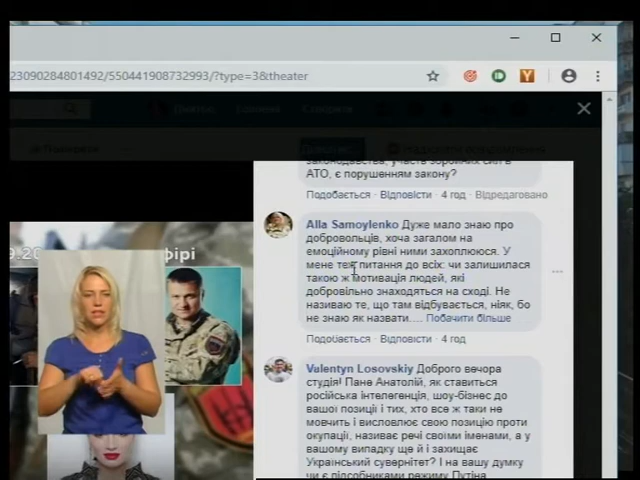 23090284801492/550441908732993/?type=3&theater
законодавства, участь збройних сил в
АТО, є порушенням закону?
Подобається · Відповісти · 4 год · Відредаговано
Alla Samoylenko Дуже мало знаю про
добровольців, хоча загалом на
емоційному рівні ними захоплююся. У
мене теж питання до всіх: чи залишилася
такою ж мотивація людей, які
добровільно знаходяться на сході. Не
називаю те, що там відбувається, ніяк, бо
не знаю як назвати.... Побачити більше
Подобається · Відповісти · 4 год
Valentyn Losovskiy Доброго вечора
студія! Пане Анатолій, як ставиться
російська інтелегенція, шоу-бізнес до
вашої позиції і тих, хто все ж таки не
мовчить і висловлює свою позицію проти
окупації, називає речі своїми іменами, а у
вашому випадку ще й і захищає
Український сувернітет? І на вашу думку
чи є підсобниками режиму Путіна